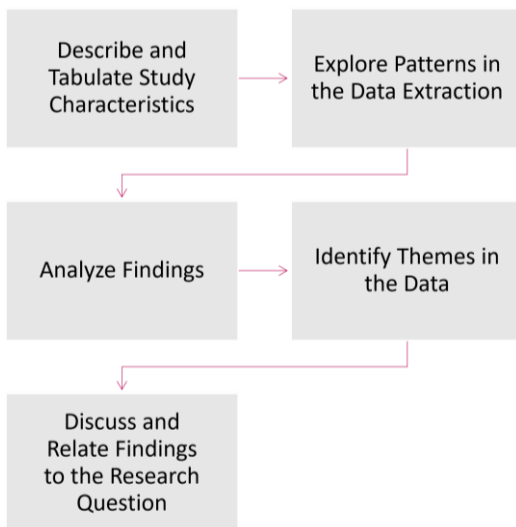 Describe and
Tabulate Study
Characteristics
Explore Patterns in
the Data Extraction
Analyze Findings
Identify Themes in
the Data
Discuss and
Relate Findings
to the Research
Question